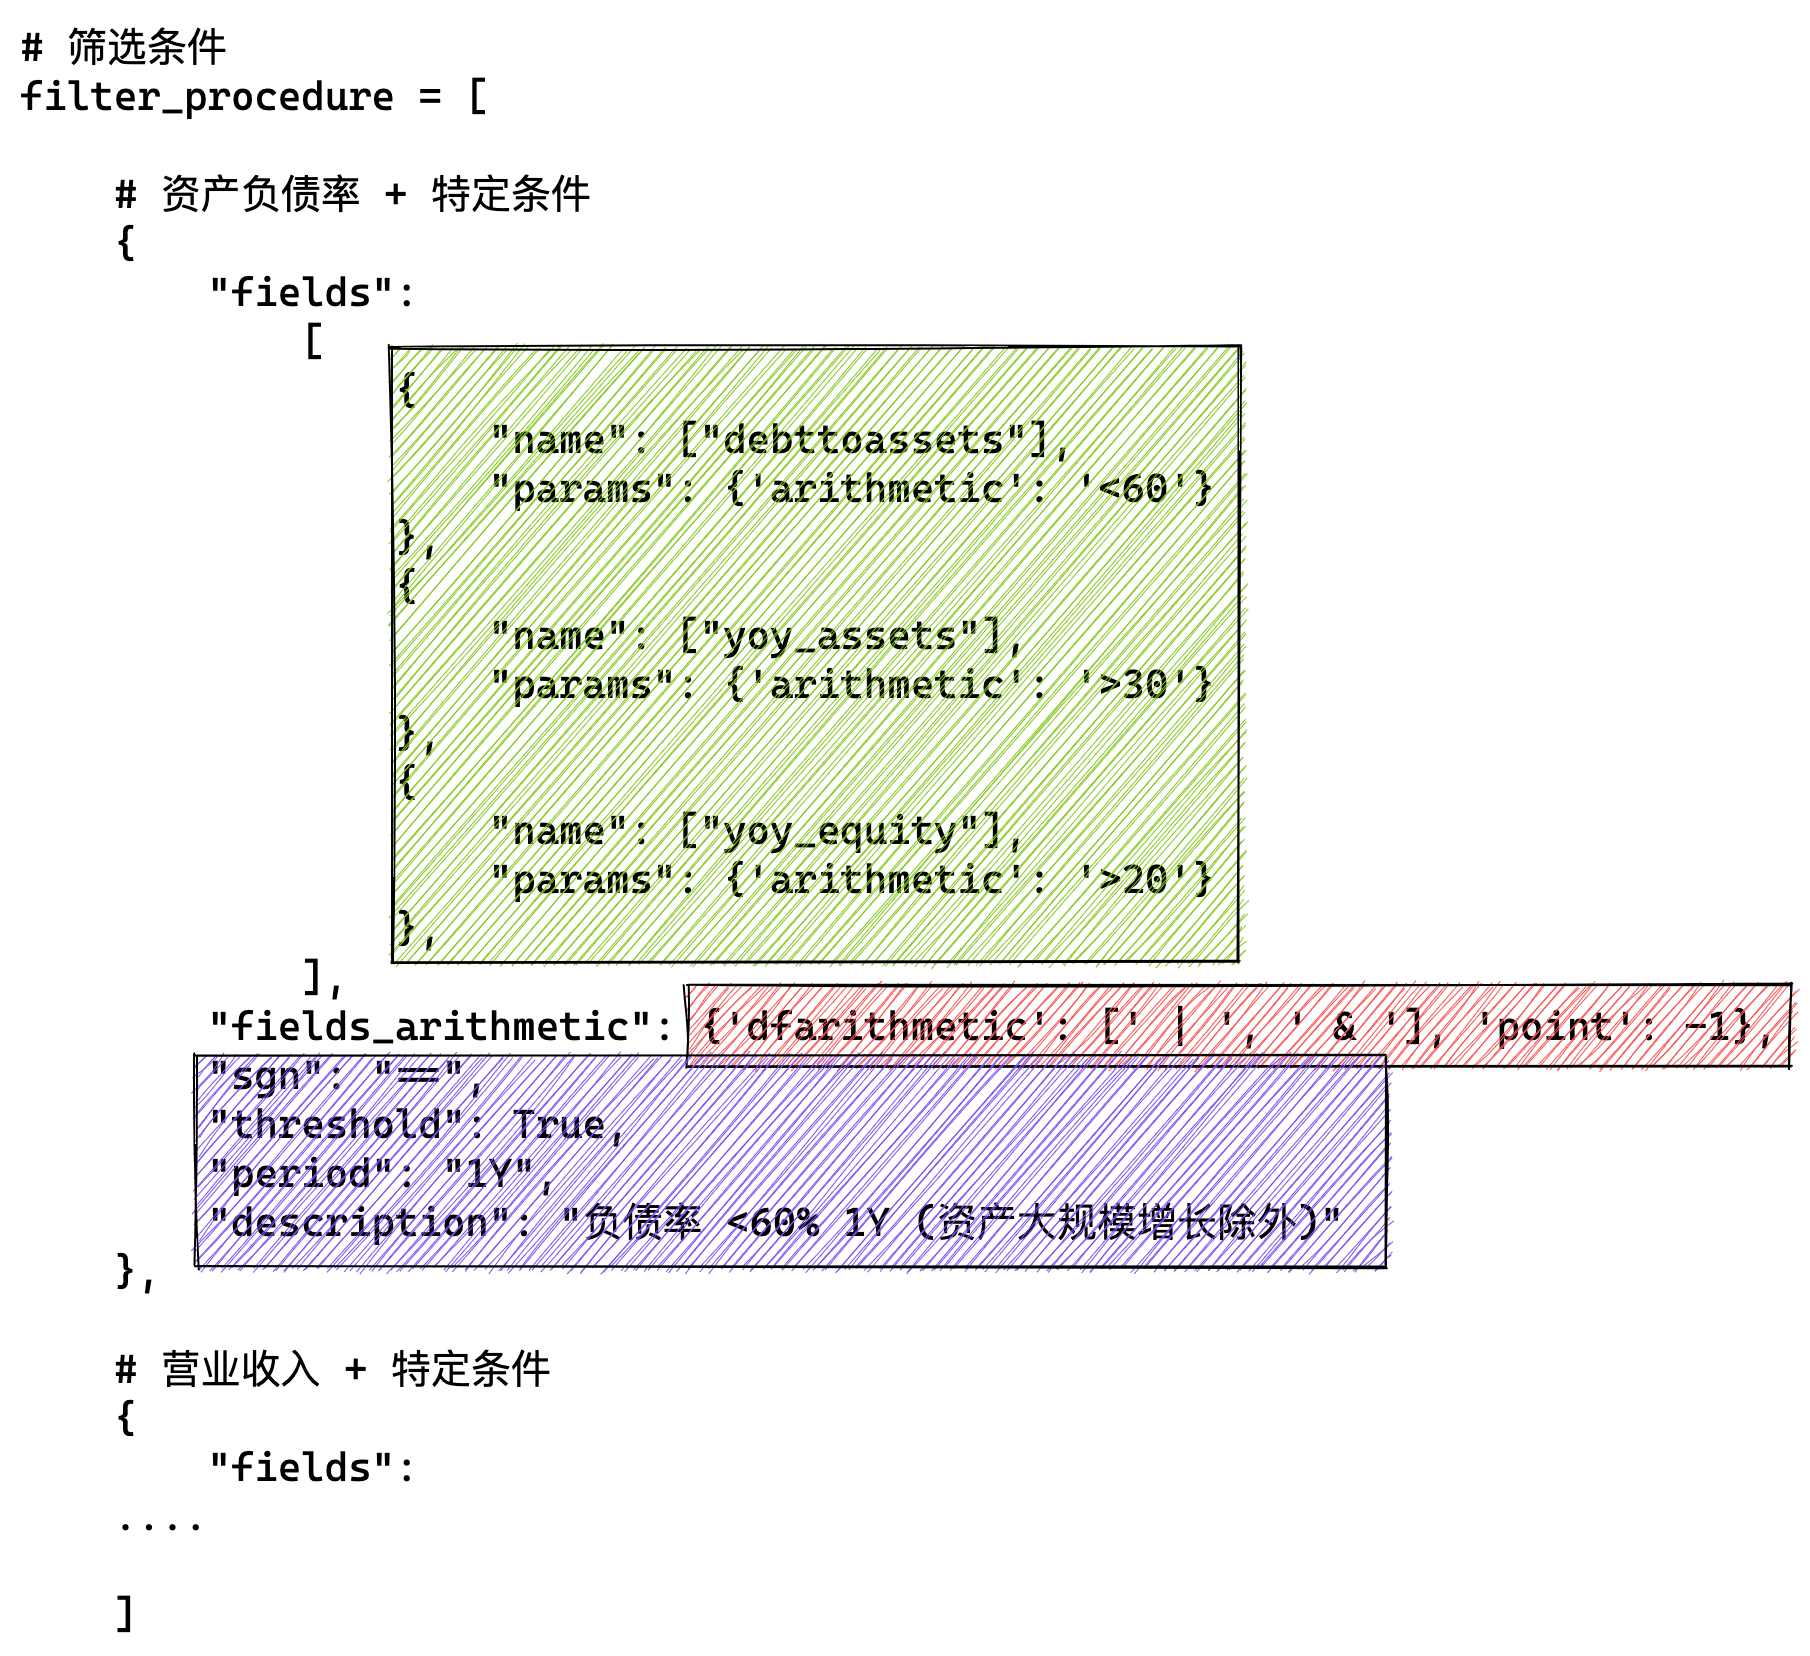 # 筛选条件
filter_procedure = [
# 资产负债率 + 特定条件
{
"fields":
[
{
"name": ["debttoassets"],
"params": {'arithmetic': '<60'}
},
{
"name": ["yoy_assets"],
"params": {'arithmetic': '>30'}
},
{
"name": ["yoy_equity"],
"params": {'arithmetic': '>20'}
},
],
"fields_arithmetic": {'dfarithmetic': [' | ', ' & '], 'point': -1},
"sgn": "==",
"threshold": True,
"period": "1Y",
"description": "负债率 <60% 1Y (资产大规模增长除外)"
},
# 营业收入 + 特定条件
{
"fields":
....
]